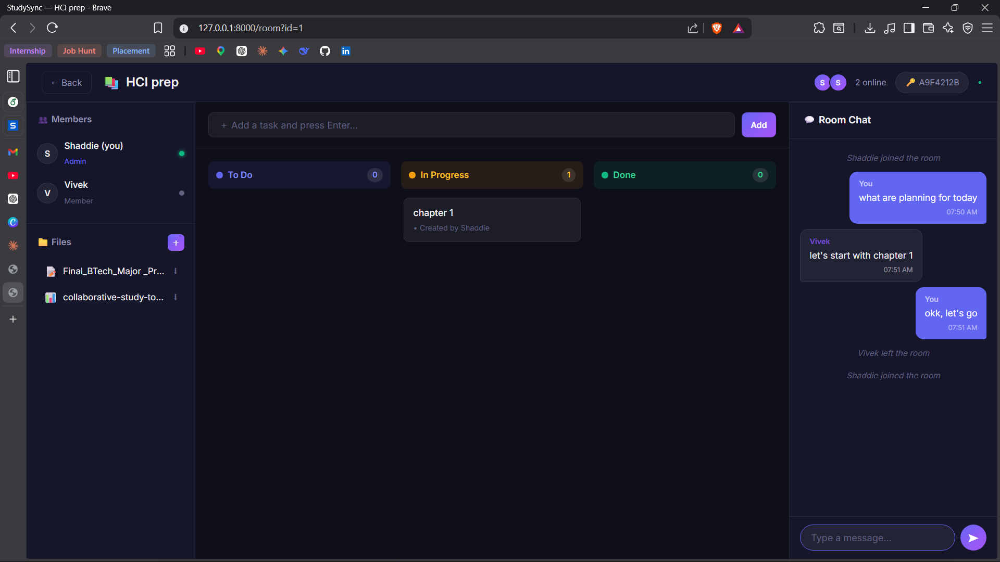 StudySync — HCI prep - Brave
127.0.0.1:8000/room?id=1
Internship
Job Hunt
Placement
← Back
HCI prep
S
S
2 online
A9F4212B
Members
S
Shaddie (you)
Admin
V
Vivek
Member
Files
+
Final_BTech_Major _Pr...
collaborative-study-to...
+ Add a task and press Enter...
Add
To Do
0
In Progress
1
Done
0
chapter 1
• Created by Shaddie
Room Chat
Shaddie joined the room
You
what are planning for today
07:50 AM
Vivek
let's start with chapter 1
07:51 AM
You
okk, let's go
07:51 AM
Vivek left the room
Shaddie joined the room
Type a message...